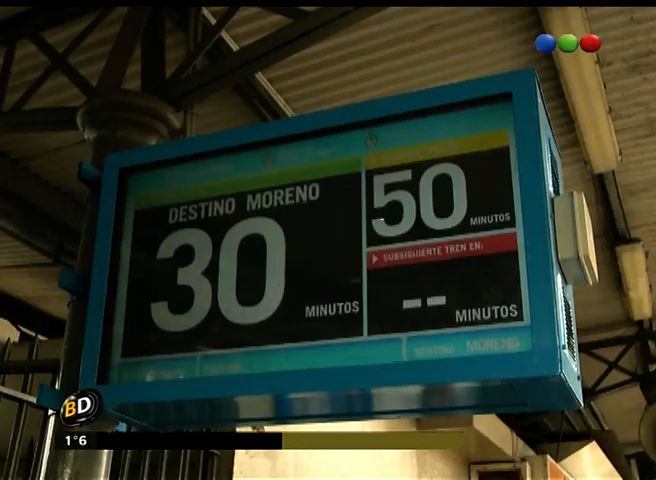 DESTINO MORENO
30
MINUTOS
50
MINUTOS
SUBSIGUIENTE TREN EN:
--
MINUTOS
DESTINO MORENO
BD
1°6